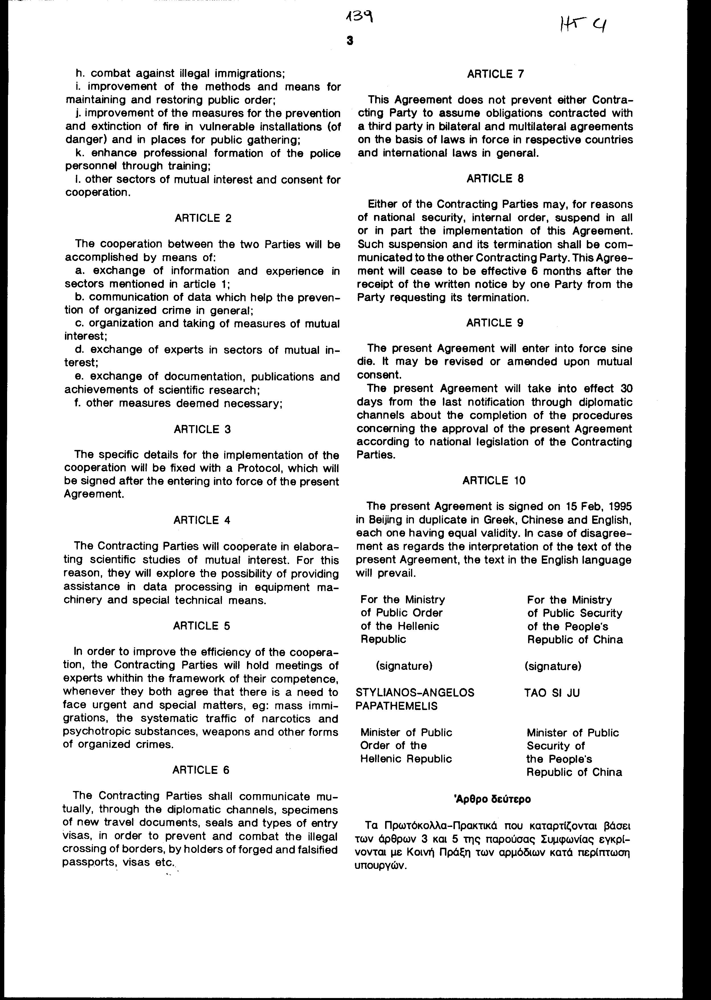 139
3
h. combat against illegal immigrations;
i. improvement of the methods and means for
maintaining and restoring public order;
j. improvement of the measures for the prevention
and extinction of fire in vulnerable installations (of
danger) and in places for public gathering;
k. enhance professional formation of the police
personnel through training;
l. other sectors of mutual interest and consent for
cooperation.
ARTICLE 2
The cooperation between the two Parties will be
accomplished by means of:
a. exchange of information and experience in
sectors mentioned in article 1;
b. communication of data which help the preven-
tion of organized crime in general;
c. organization and taking of measures of mutual
interest;
d. exchange of experts in sectors of mutual in-
terest;
e. exchange of documentation, publications and
achievements of scientific research;
f. other measures deemed necessary;
ARTICLE 3
The specific details for the implementation of the
cooperation will be fixed with a Protocol, which will
be signed after the entering into force of the present
Agreement.
ARTICLE 4
The Contracting Parties will cooperate in elabora-
ting scientific studies of mutual interest. For this
reason, they will explore the possibility of providing
assistance in data processing in equipment ma-
chinery and special technical means.
ARTICLE 5
In order to improve the efficiency of the coopera-
tion, the Contracting Parties will hold meetings of
experts whithin the framework of their competence,
whenever they both agree that there is a need to
face urgent and special matters, eg: mass immi-
grations, the systematic traffic of narcotics and
psychotropic substances, weapons and other forms
of organized crimes.
ARTICLE 6
The Contracting Parties shall communicate mu-
tually, through the diplomatic channels, specimens
of new travel documents, seals and types of entry
visas, in order to prevent and combat the illegal
crossing of borders, by holders of forged and falsified
passports, visas etc.
ARTICLE 7
This Agreement does not prevent either Contra-
cting Party to assume obligations contracted with
a third party in bilateral and multilateral agreements
on the basis of laws in force in respective countries
and international laws in general.
ARTICLE 8
Either of the Contracting Parties may, for reasons
of national security, internal order, suspend in all
or in part the implementation of this Agreement.
Such suspension and its termination shall be com-
municated to the other Contracting Party. This Agree-
ment will cease to be effective 6 months after the
receipt of the written notice by one Party from the
Party requesting its termination.
ARTICLE 9
The present Agreement will enter into force sine
die. It may be revised or amended upon mutual
consent.
The present Agreement will take into effect 30
days from the last notification through diplomatic
channels about the completion of the procedures
concerning the approval of the present Agreement
according to national legislation of the Contracting
Parties.
ARTICLE 10
The present Agreement is signed on 15 Feb, 1995
in Beijing in duplicate in Greek, Chinese and English,
each one having equal validity. In case of disagree-
ment as regards the interpretation of the text of the
present Agreement, the text in the English language
will prevail.
For the Ministry For the Ministry
of Public Order of Public Security
of the Hellenic of the People's
Republic Republic of China
(signature) (signature)
STYLIANOS-ANGELOS TAO SI JU
PAPATHEMELIS
Minister of Public Minister of Public
Order of the Security of
Hellenic Republic the People's
Republic of China
'Αρθρο δεύτερο
Τα Πρωτόκολλα-Πρακτικά που καταρτίζονται βάσει
των άρθρων 3 και 5 της παρούσας Συμφωνίας εγκρί-
νονται με Κοινή Πράξη των αρμόδιων κατά περίπτωση
υπουργών.